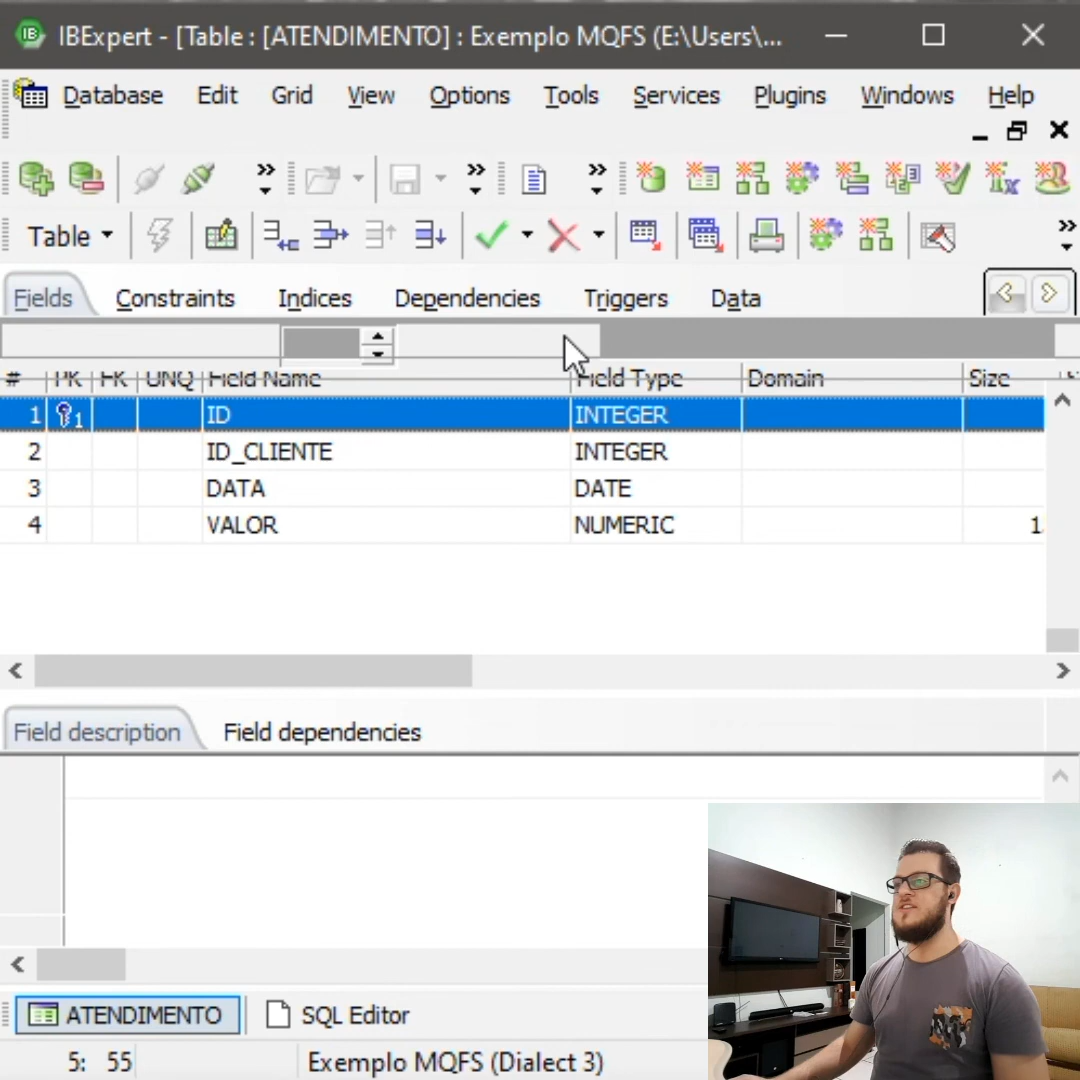 IBExpert - [Table : [ATENDIMENTO] : Exemplo MQFS (E:\Users\...
Database Edit Grid View Options Tools Services Plugins Windows Help
Table
Fields Constraints Indices Dependencies Triggers Data
# PK FK UNQ Field Name Field Type Domain Size
1 1 ID INTEGER
2 ID_CLIENTE INTEGER
3 DATA DATE
4 VALOR NUMERIC 1
Field description Field dependencies
ATENDIMENTO SQL Editor
5: 55 Exemplo MQFS (Dialect 3)